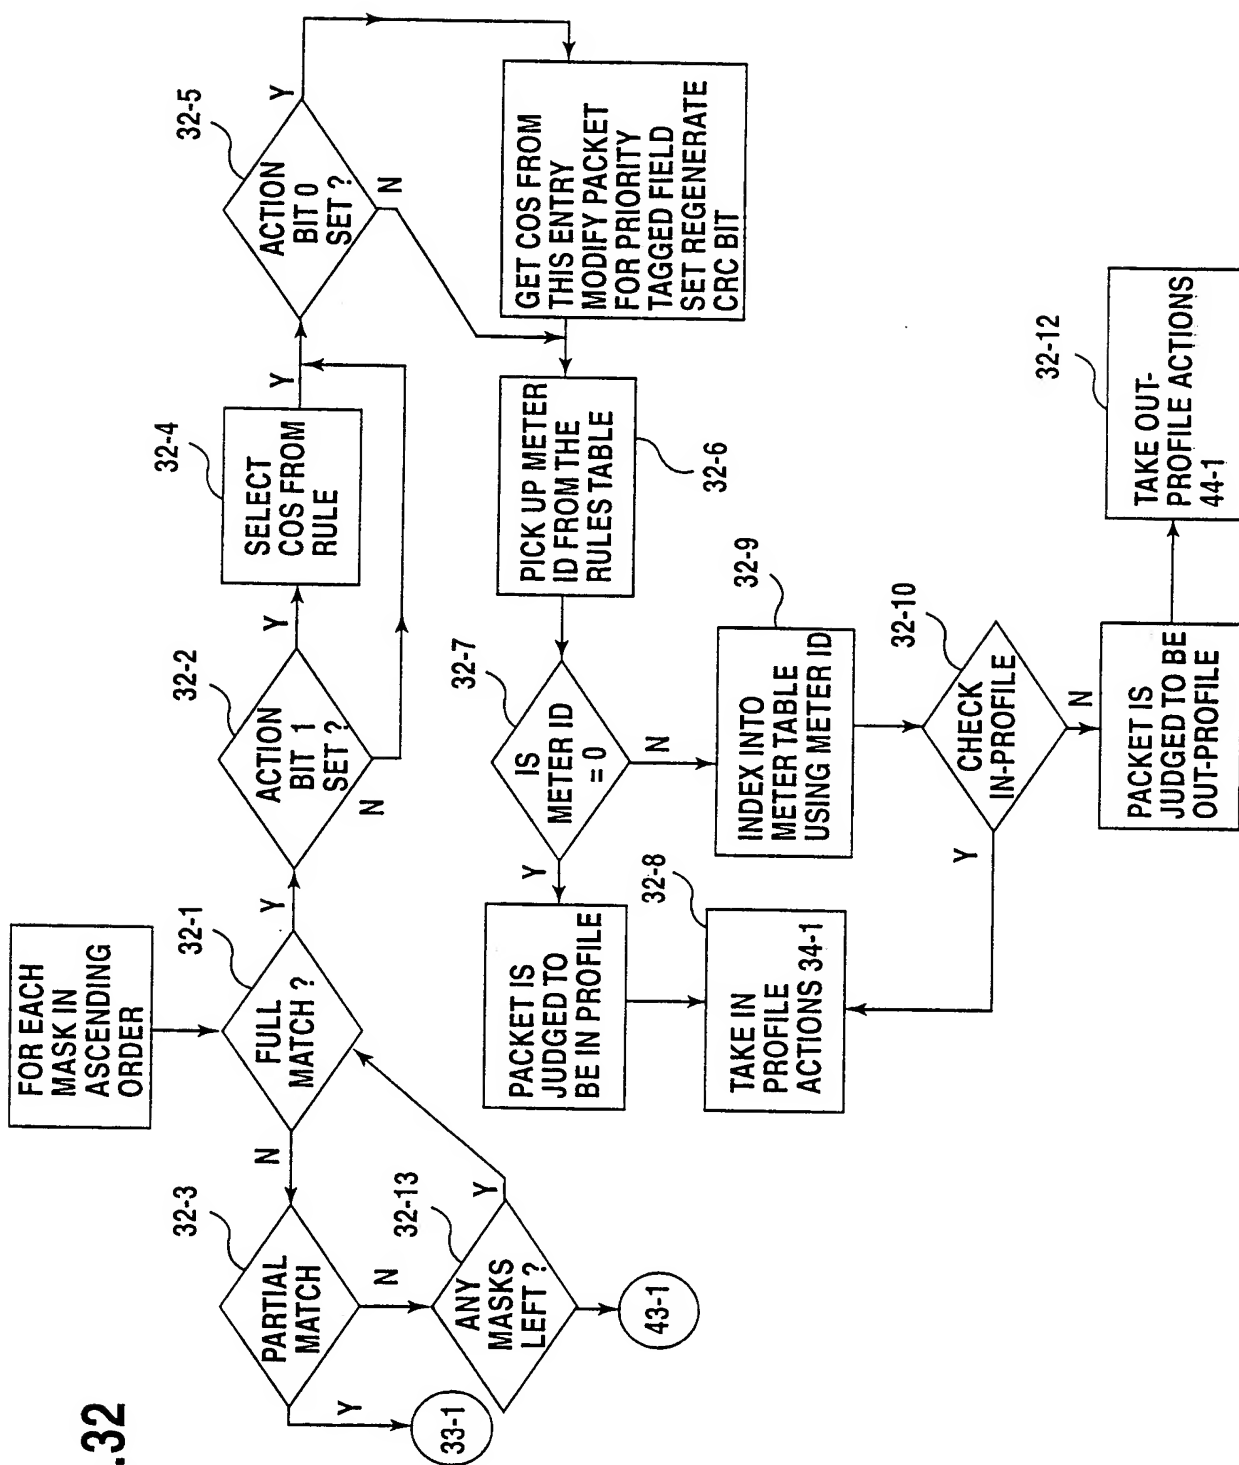 .32
FOR EACH
MASK IN
ASCENDING
ORDER
32-1
FULL
MATCH ?
Y
N
32-3
PARTIAL
MATCH
Y
33-1
N
32-13
ANY
MASKS
LEFT ?
Y
43-1
32-2
ACTION
BIT 1
SET ?
Y
N
32-4
SELECT
COS FROM
RULE
Y
32-5
ACTION
BIT 0
SET ?
Y
N
GET COS FROM
THIS ENTRY
MODIFY PACKET
FOR PRIORITY
TAGGED FIELD
SET REGENERATE
CRC BIT
PICK UP METER
ID FROM THE
RULES TABLE
32-6
32-7
IS
METER ID
= 0
Y
N
PACKET IS
JUDGED TO
BE IN PROFILE
32-8
TAKE IN
PROFILE
ACTIONS 34-1
32-9
INDEX INTO
METER TABLE
USING METER ID
32-10
CHECK
IN-PROFILE
Y
N
PACKET IS
JUDGED TO BE
OUT-PROFILE
32-12
TAKE OUT-
PROFILE ACTIONS
44-1